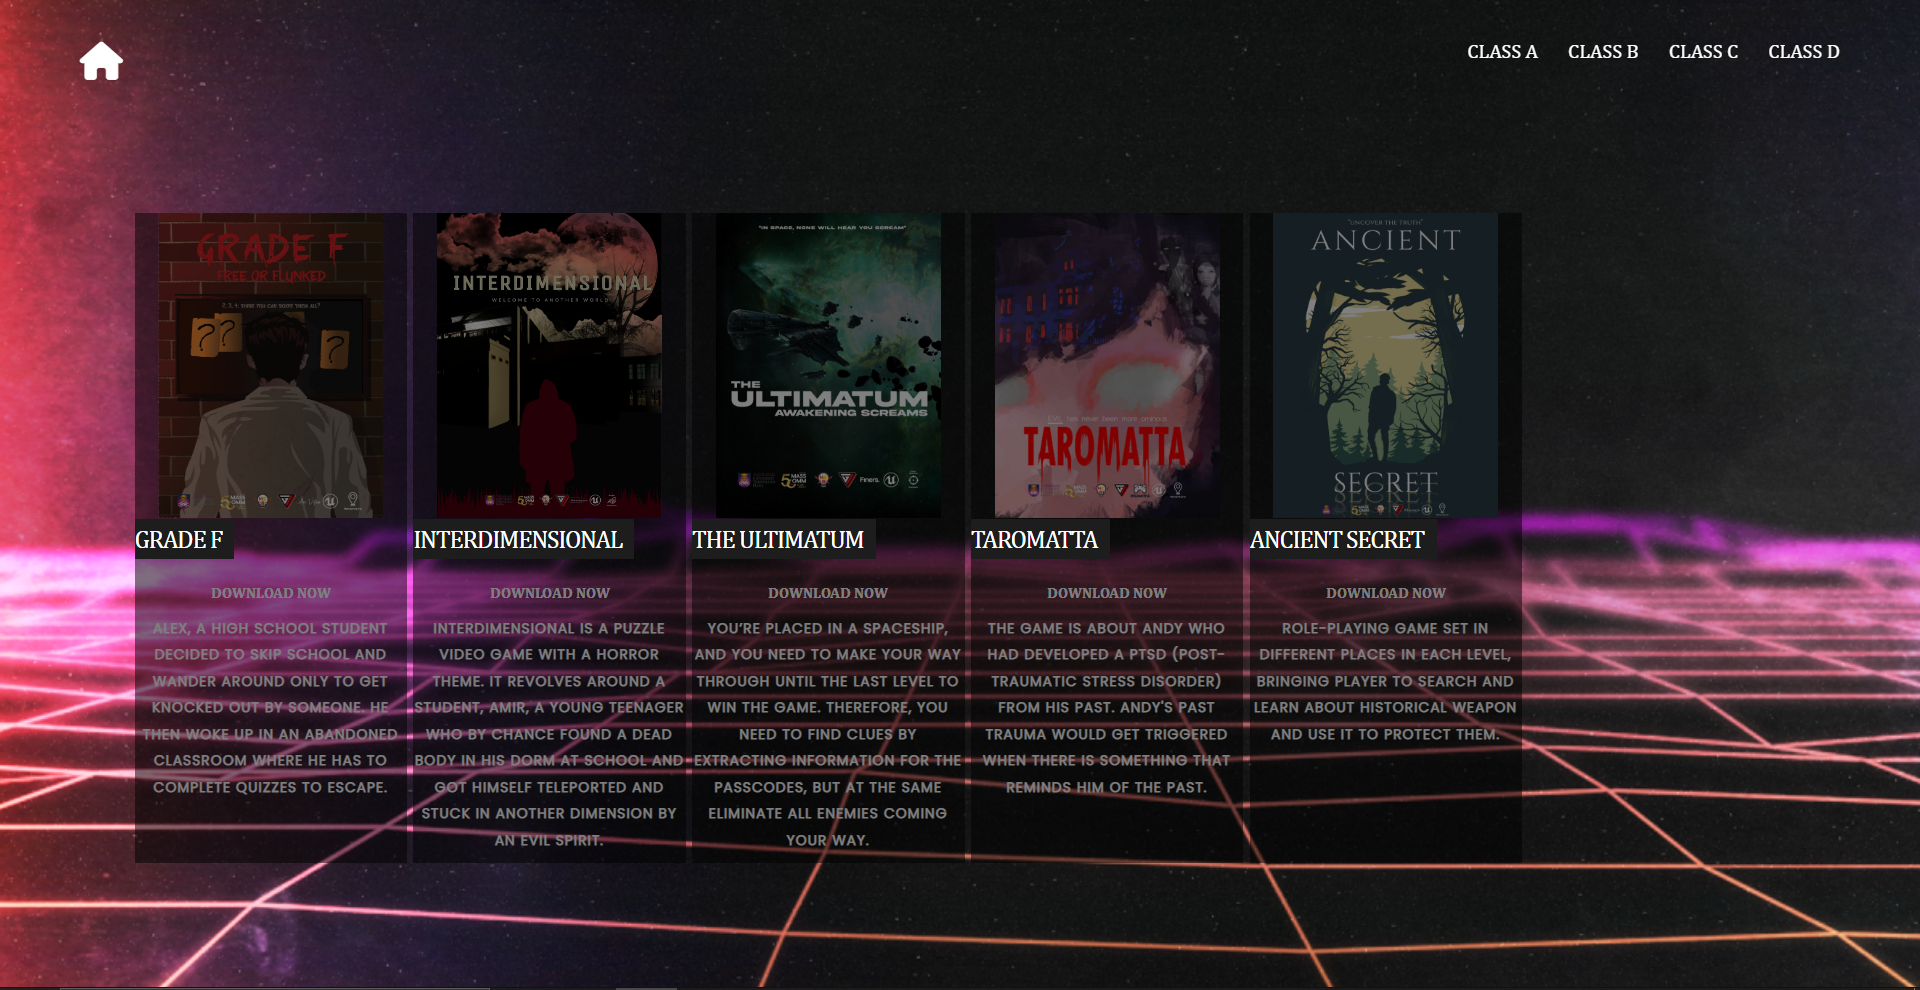 CLASS A CLASS B CLASS C CLASS D
GRADE F
FREE OR FLUNKED
? ? ?
INTERDIMENSIONAL
WELCOME TO ANOTHER WORLD
"IN SPACE, NONE WILL HEAR YOU SCREAM"
THE
ULTIMATUM
AWAKENING SCREAMS
EVIL has never been more ominous
TAROMATTA
"UNCOVER THE TRUTH"
ANCIENT
SECRET
GRADE F
DOWNLOAD NOW
ALEX, A HIGH SCHOOL STUDENT
DECIDED TO SKIP SCHOOL AND
WANDER AROUND ONLY TO GET
KNOCKED OUT BY SOMEONE. HE
THEN WOKE UP IN AN ABANDONED
CLASSROOM WHERE HE HAS TO
COMPLETE QUIZZES TO ESCAPE.
INTERDIMENSIONAL
DOWNLOAD NOW
INTERDIMENSIONAL IS A PUZZLE
VIDEO GAME WITH A HORROR
THEME. IT REVOLVES AROUND A
STUDENT, AMIR, A YOUNG TEENAGER
WHO BY CHANCE FOUND A DEAD
BODY IN HIS DORM AT SCHOOL AND
GOT HIMSELF TELEPORTED AND
STUCK IN ANOTHER DIMENSION BY
AN EVIL SPIRIT.
THE ULTIMATUM
DOWNLOAD NOW
YOU'RE PLACED IN A SPACESHIP,
AND YOU NEED TO MAKE YOUR WAY
THROUGH UNTIL THE LAST LEVEL TO
WIN THE GAME. THEREFORE, YOU
NEED TO FIND CLUES BY
EXTRACTING INFORMATION FOR THE
PASSCODES, BUT AT THE SAME
ELIMINATE ALL ENEMIES COMING
YOUR WAY.
TAROMATTA
DOWNLOAD NOW
THE GAME IS ABOUT ANDY WHO
HAD DEVELOPED A PTSD (POST-
TRAUMATIC STRESS DISORDER)
FROM HIS PAST. ANDY'S PAST
TRAUMA WOULD GET TRIGGERED
WHEN THERE IS SOMETHING THAT
REMINDS HIM OF THE PAST.
ANCIENT SECRET
DOWNLOAD NOW
ROLE-PLAYING GAME SET IN
DIFFERENT PLACES IN EACH LEVEL,
BRINGING PLAYER TO SEARCH AND
LEARN ABOUT HISTORICAL WEAPON
AND USE IT TO PROTECT THEM.